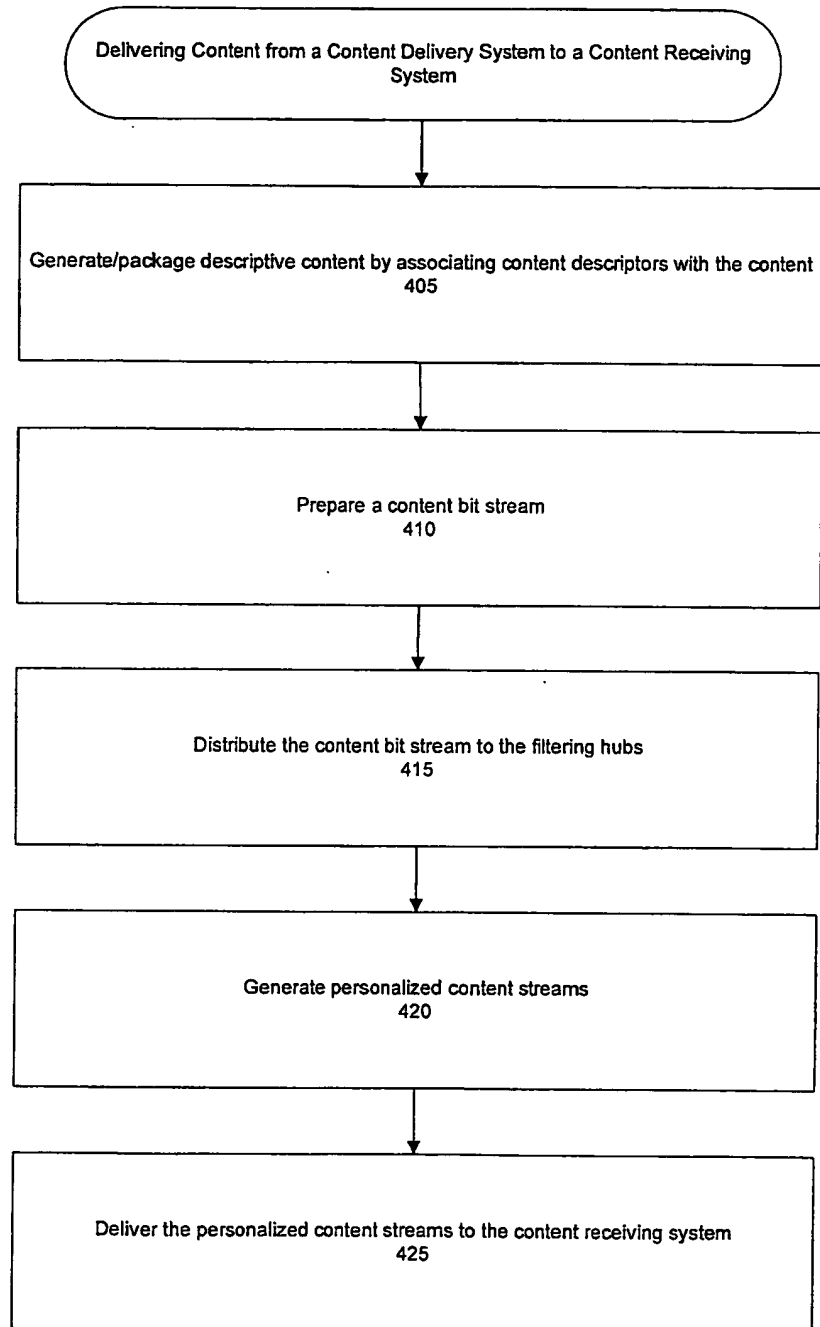 Delivering Content from a Content Delivery System to a Content Receiving
System
Generate/package descriptive content by associating content descriptors with the content
405
Prepare a content bit stream
410
Distribute the content bit stream to the filtering hubs
415
Generate personalized content streams
420
Deliver the personalized content streams to the content receiving system
425